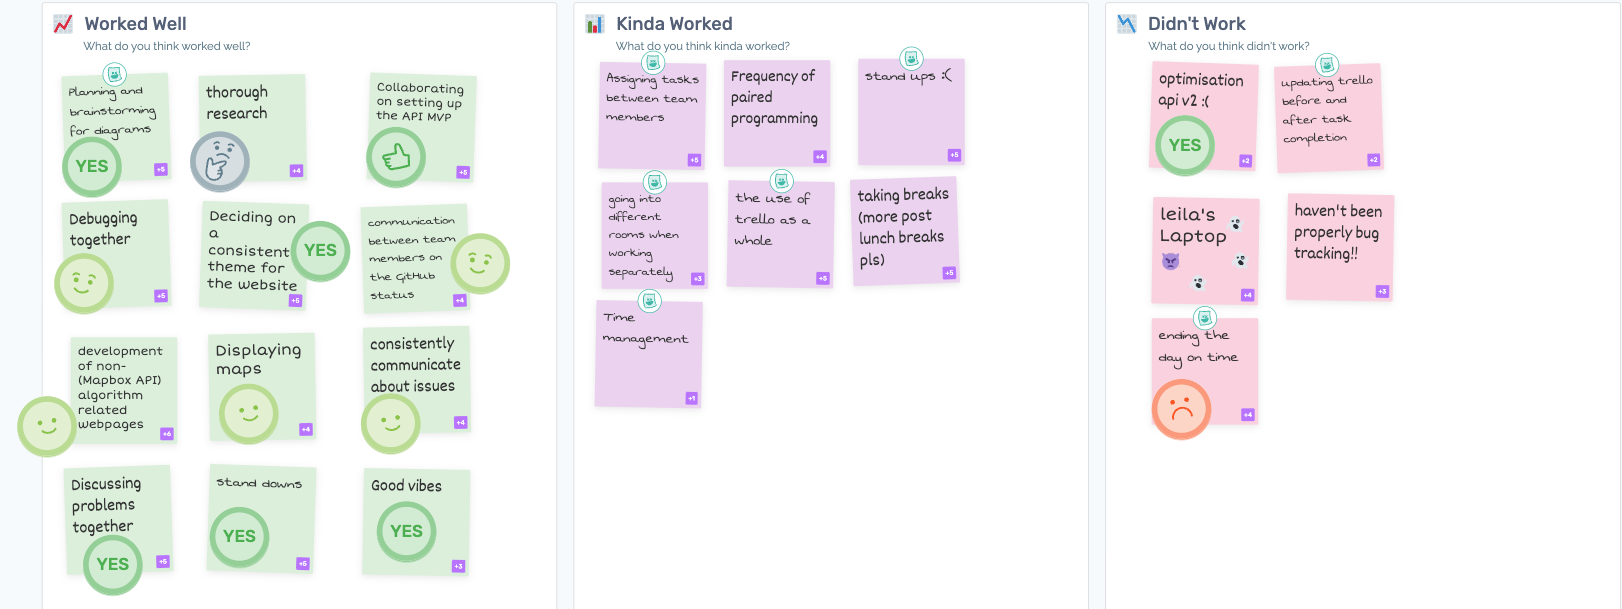 Worked Well
What do you think worked well?
Planning and
brainstorming
for diagrams
YES
+5
thorough
research
+4
Collaborating
on setting up
the API MVP
+5
Debugging
together
+5
Deciding on
a
consistent
theme for
the website
YES
+5
communication
between team
members on
the GitHub
status
+4
development
of non-
(Mapbox API)
algorithm
related
webpages
+6
Displaying
maps
+4
consistently
communicate
about issues
+4
Discussing
problems
together
YES
+5
stand downs
YES
+5
Good vibes
YES
+3
Kinda Worked
What do you think kinda worked?
Assigning tasks
between team
members
+5
Frequency of
paired
programming
+4
stand ups :(
+5
going into
different
rooms when
working
separately
+3
the use of
trello as a
whole
+5
taking breaks
(more post
lunch breaks
pls)
+5
Time
management
+1
Didn't Work
What do you think didn't work?
optimisation
api v2 :(
YES
+2
updating trello
before and
after task
completion
+2
leila's
Laptop
+4
haven't been
properly bug
tracking!!
+3
ending the
day on time
+4